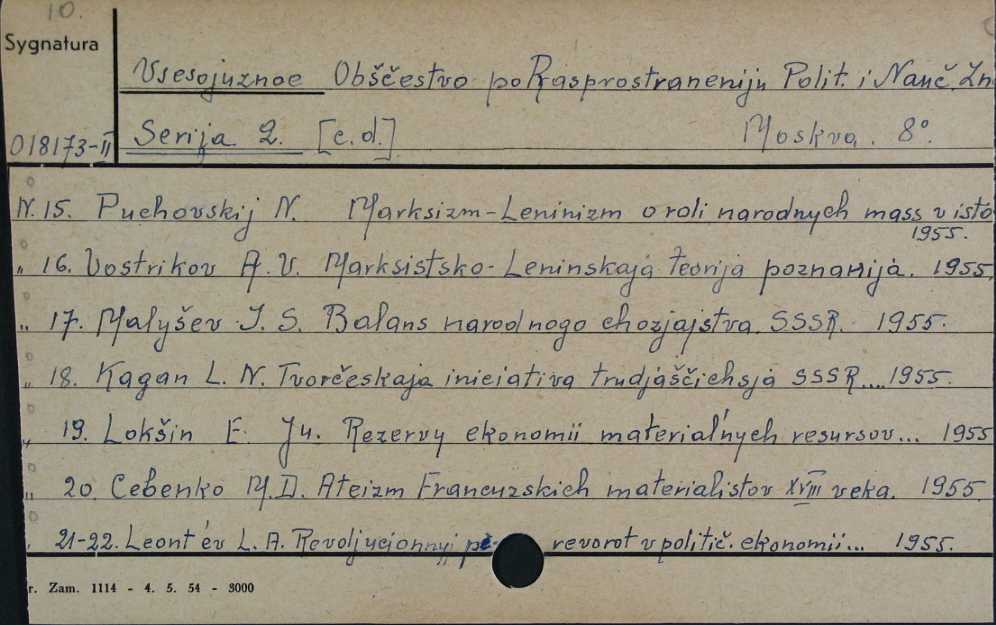 10.
Sygnatura
Vsesojuznoe Obščestvo po Rasprostraneniju Polit. i Nauč. Zn
018173-II Serija 2. [c.d.] Moskva. 8°
N. 15. Puchovskij N. Marksizm-Leninizm o roli narodnych mass v isto
1955.
„ 16. Vostrikov A. V. Marksistsko-Leninskaja teorija poznanija. 1955.
„ 17. Malyšev I. S. Balans narodnogo chozjajstva SSSR. 1955.
„ 18. Kagan L. N. Tvorčeskaja iniciativa trudjaščichsja SSSR.... 1955.
„ 19. Lokšin E. Ju. Rezervy ekonomii material'nych resursov... 1955
„ 20. Cebenko M. D. Ateizm Francuzskich materialistov XVIII veka. 1955
21-22. Leont'ev L. A. Revoljucionnyj pe- revorot v politič. ekonomii... 1955.
r. Zam. 1114 - 4. 5. 54 - 3000